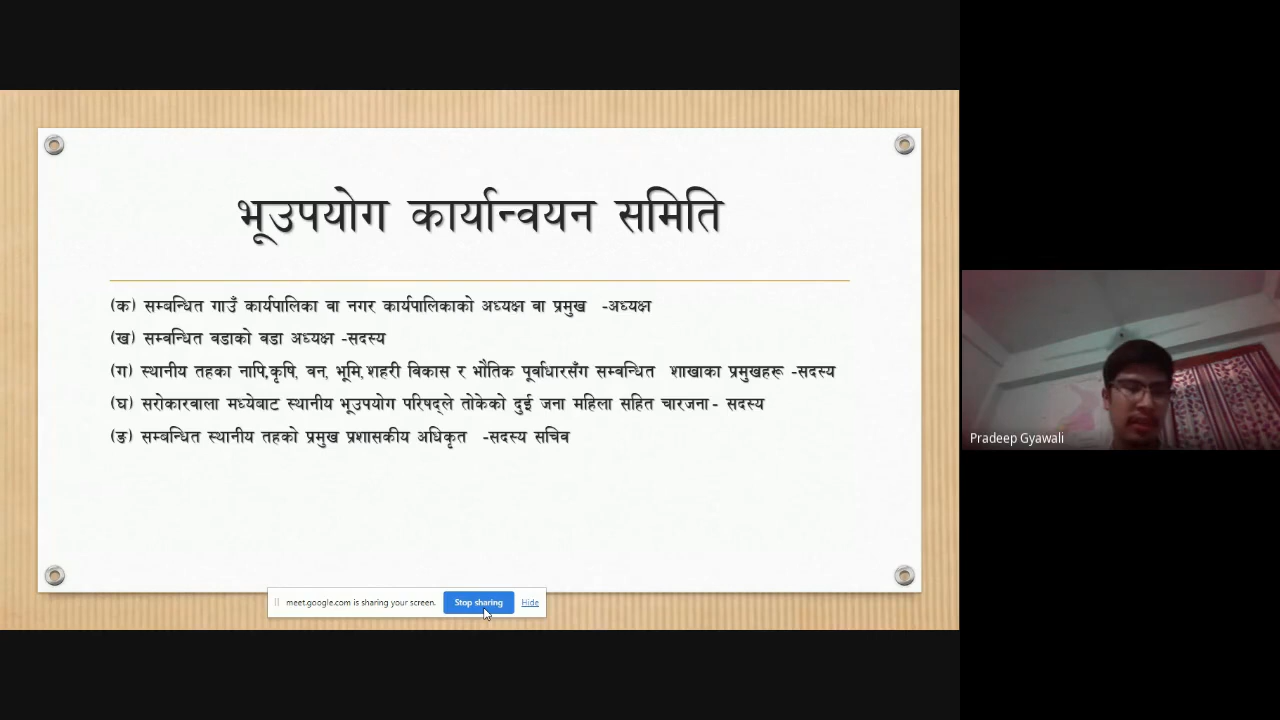 भूउपयोग कार्यान्वयन समिति
(क) सम्बन्धित गाउँ कार्यपालिका वा नगर कार्यपालिकाको अध्यक्ष वा प्रमुख -अध्यक्ष
(ख) सम्बन्धित वडाको वडा अध्यक्ष -सदस्य
(ग) स्थानीय तहका नापि,कृषि, वन, भूमि,शहरी विकास र भौतिक पूर्वाधारसँग सम्बन्धित शाखाका प्रमुखहरू -सदस्य
(घ) सरोकारवाला मध्येबाट स्थानीय भूउपयोग परिषद्ले तोकेको दुई जना महिला सहित चारजना - सदस्य
(ङ) सम्बन्धित स्थानीय तहको प्रमुख प्रशासकीय अधिकृत -सदस्य सचिव
meet.google.com is sharing your screen. Stop sharing Hide
Pradeep Gyawali